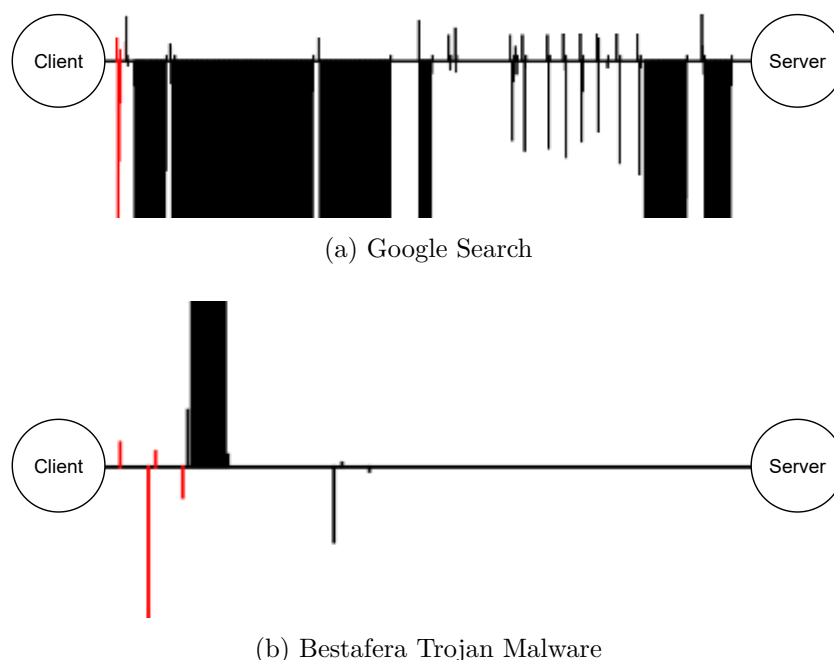 Client
Server
(a) Google Search
Client
Server
(b) Bestafera Trojan Malware